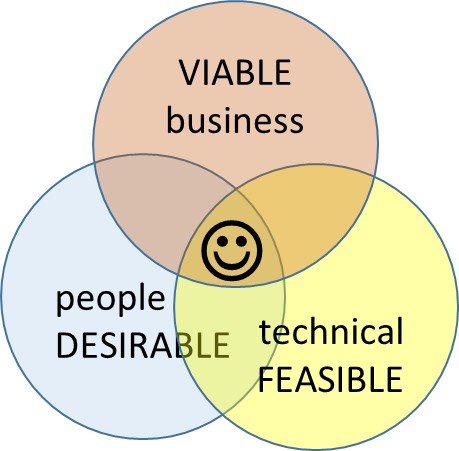 VIABLE
business
people
DESIRABLE
technical
FEASIBLE